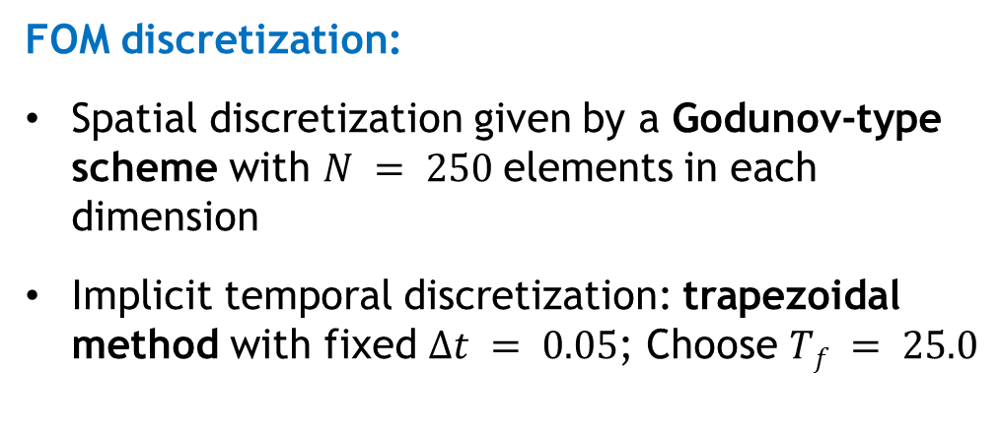 FOM discretization:
• Spatial discretization given by a Godunov-type
scheme with N = 250 elements in each
dimension
• Implicit temporal discretization: trapezoidal
method with fixed Δt = 0.05; Choose T_f = 25.0